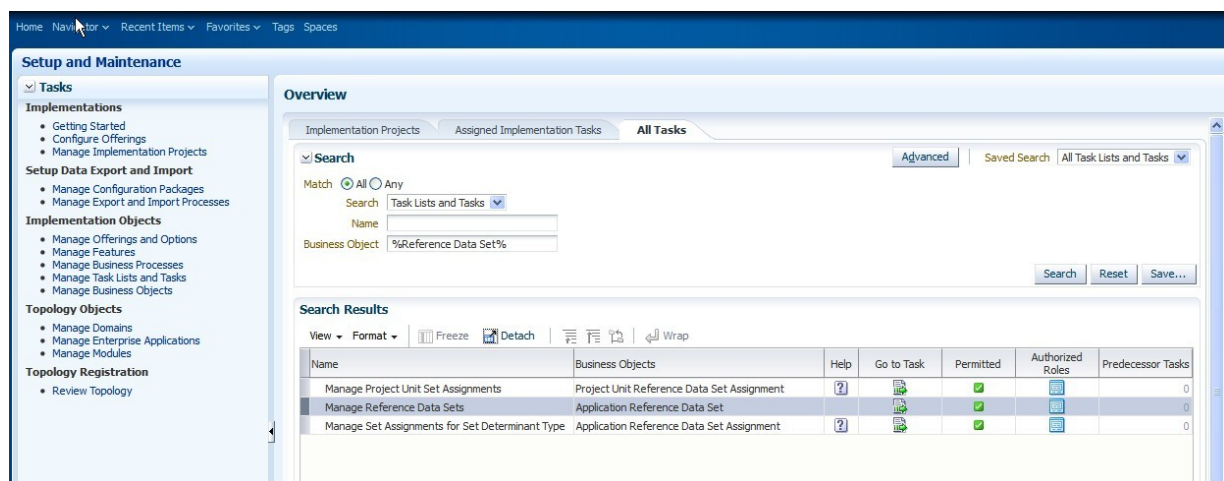 Home Navigator Recent Items Favorites Tags Spaces
Setup and Maintenance
Tasks
Implementations
• Getting Started
• Configure Offerings
• Manage Implementation Projects
Setup Data Export and Import
• Manage Configuration Packages
• Manage Export and Import Processes
Implementation Objects
• Manage Offerings and Options
• Manage Features
• Manage Business Processes
• Manage Task Lists and Tasks
• Manage Business Objects
Topology Objects
• Manage Domains
• Manage Enterprise Applications
• Manage Modules
Topology Registration
• Review Topology
Overview
Implementation Projects Assigned Implementation Tasks All Tasks
Search Advanced Saved Search All Task Lists and Tasks
Match All Any
Search Task Lists and Tasks
Name
Business Object %Reference Data Set%
Search Reset Save...
Search Results
View Format Freeze Detach Wrap
Name Business Objects Help Go to Task Permitted Authorized Roles Predecessor Tasks
Manage Project Unit Set Assignments Project Unit Reference Data Set Assignment ? 0
Manage Reference Data Sets Application Reference Data Set 0
Manage Set Assignments for Set Determinant Type Application Reference Data Set Assignment ? 0